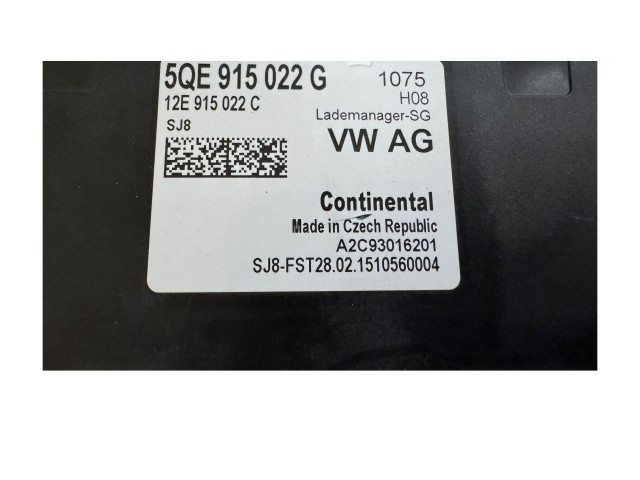 5QE 915 022 G 1075
12E 915 022 C H08
Lademanager-SG
SJ8 VW AG
Continental
Made in Czech Republic
A2C93016201
SJ8-FST28.02.1510560004